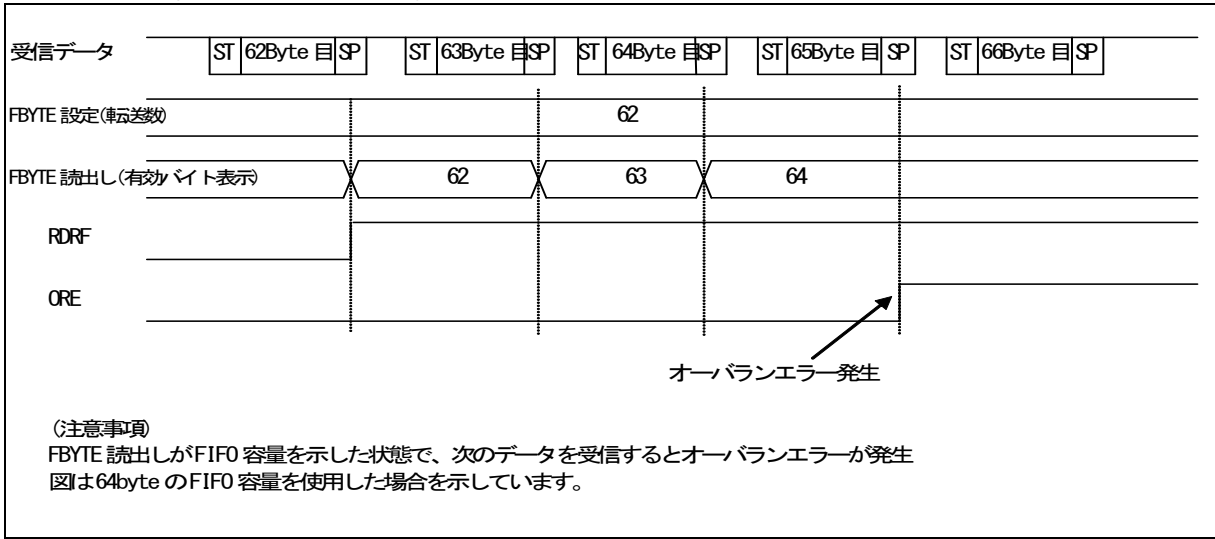 受信データ ST 62Byte 目 SP ST 63Byte 目 SP ST 64Byte 目 SP ST 65Byte 目 SP ST 66Byte 目 SP
FBYTE 設定(転送数) 62
FBYTE 読出し(有効バイト表示) 62 63 64
RDRF
ORE
オーバランエラー発生
(注意事項)
FBYTE 読出しがFIFO 容量を示した状態で、次のデータを受信するとオーバランエラーが発生
図は 64byte のFIFO 容量を使用した場合を示しています。